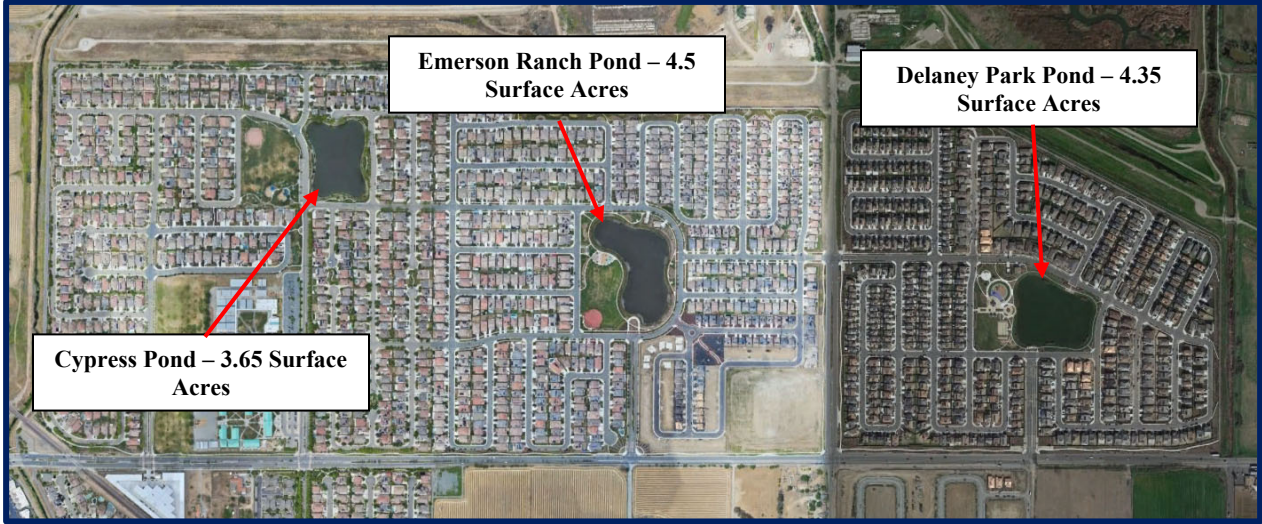 Emerson Ranch Pond – 4.5
Surface Acres
Delaney Park Pond – 4.35
Surface Acres
Cypress Pond – 3.65 Surface
Acres